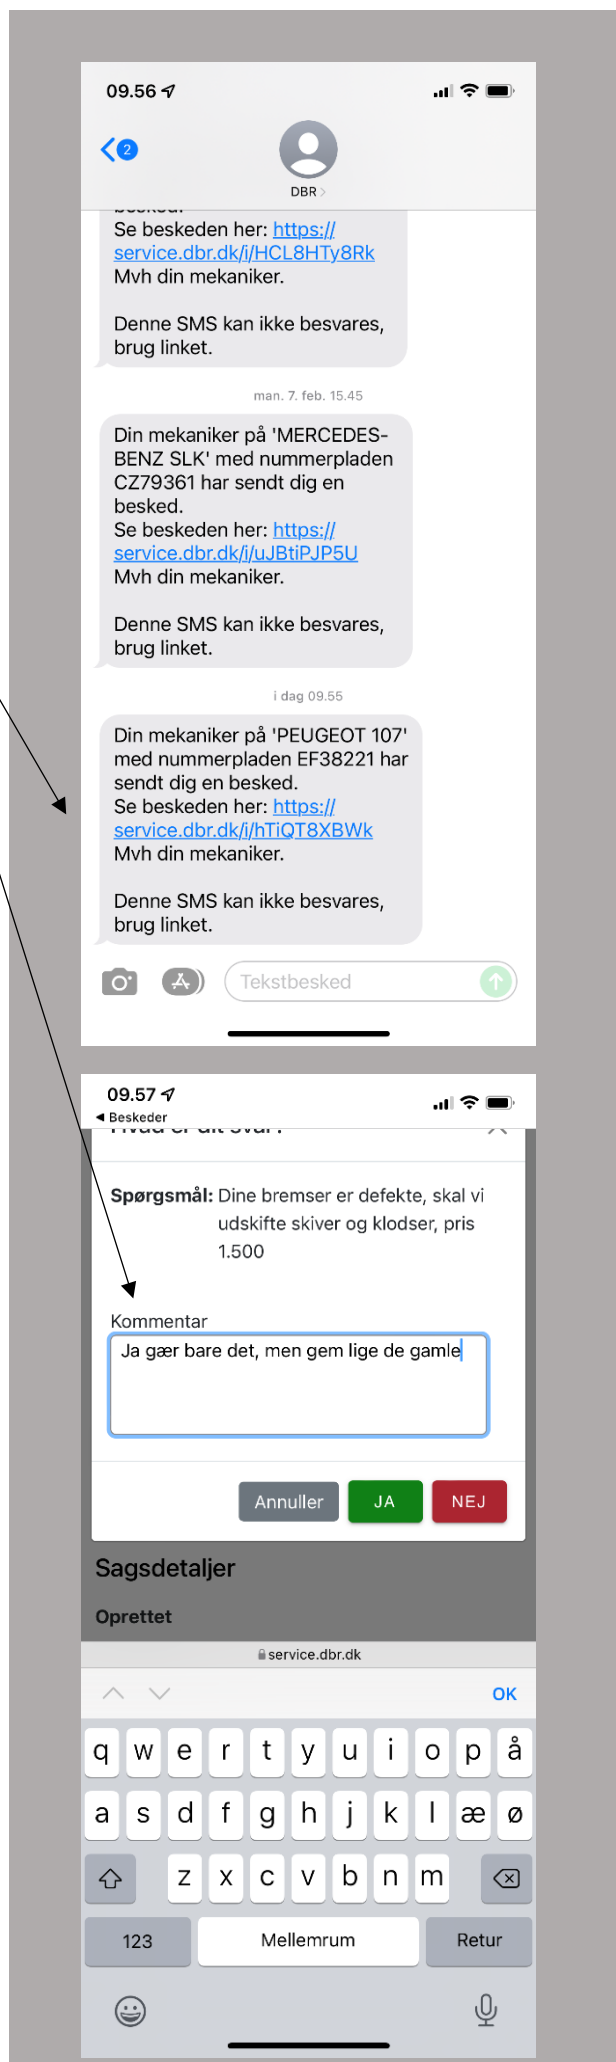 09.56
2
DBR
besked.
Se beskeden her: https://
service.dbr.dk/i/HCL8HTy8Rk
Mvh din mekaniker.
Denne SMS kan ikke besvares,
brug linket.
man. 7. feb. 15.45
Din mekaniker på 'MERCEDES-
BENZ SLK' med nummerpladen
CZ79361 har sendt dig en
besked.
Se beskeden her: https://
service.dbr.dk/i/uJBtiPJP5U
Mvh din mekaniker.
Denne SMS kan ikke besvares,
brug linket.
i dag 09.55
Din mekaniker på 'PEUGEOT 107'
med nummerpladen EF38221 har
sendt dig en besked.
Se beskeden her: https://
service.dbr.dk/i/hTiQT8XBWk
Mvh din mekaniker.
Denne SMS kan ikke besvares,
brug linket.
Tekstbesked
09.57
Beskeder
Hvad er dit svar?
Spørgsmål: Dine bremser er defekte, skal vi
udskifte skiver og klodser, pris
1.500
Kommentar
Ja gær bare det, men gem lige de gamle
Annuller JA NEJ
Sagsdetaljer
Oprettet
service.dbr.dk
OK
q w e r t y u i o p å
a s d f g h j k l æ ø
z x c v b n m
123 Mellemrum Retur